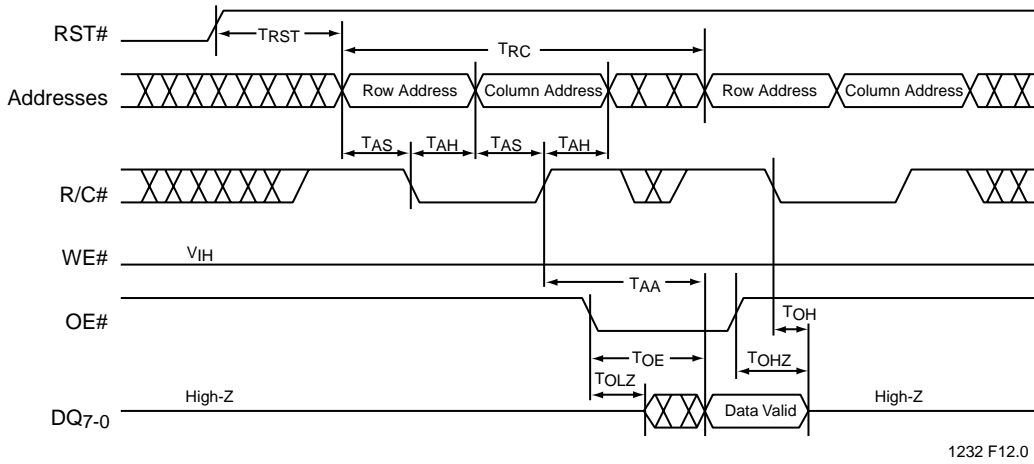 RST#
TRST
TRC
Addresses
Row Address
Column Address
Row Address
Column Address
TAS
TAH
TAS
TAH
R/C#
WE#
VIH
TAA
OE#
TOH
TOE
TOHZ
TOLZ
High-Z
Data Valid
High-Z
DQ7-0
1232 F12.0